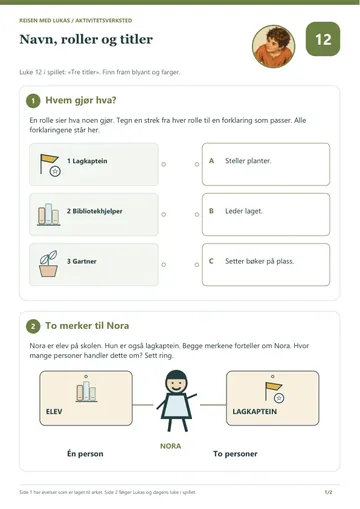 REISEN MED LUKAS / AKTIVITETSVERKSTED
Navn, roller og titler
12
Luke 12 i spillet: «Tre titler». Finn fram blyant og farger.
1 Hvem gjør hva?
En rolle sier hva noen gjør. Tegn en strek fra hver rolle til en forklaring som passer. Alle
forklaringene står her.
1 Lagkaptein
A Steller planter.
2 Bibliotekhjelper
B Leder laget.
3 Gartner
C Setter bøker på plass.
2 To merker til Nora
Nora er elev på skolen. Hun er også lagkaptein. Begge merkene forteller om Nora. Hvor
mange personer handler dette om? Sett ring.
ELEV
LAGKAPTEIN
NORA
Én person
To personer
Side 1 har øvelser som er laget til arket. Side 2 følger Lukas og dagens luke i spillet.
1/2